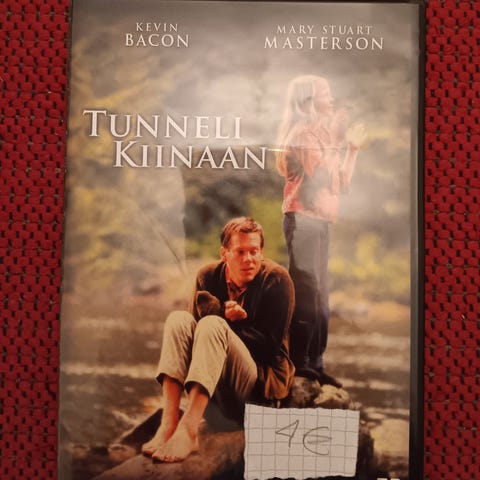 KEVIN
BACON
MARY STUART
MASTERSON
TUNNELI
KIINAAN
4€